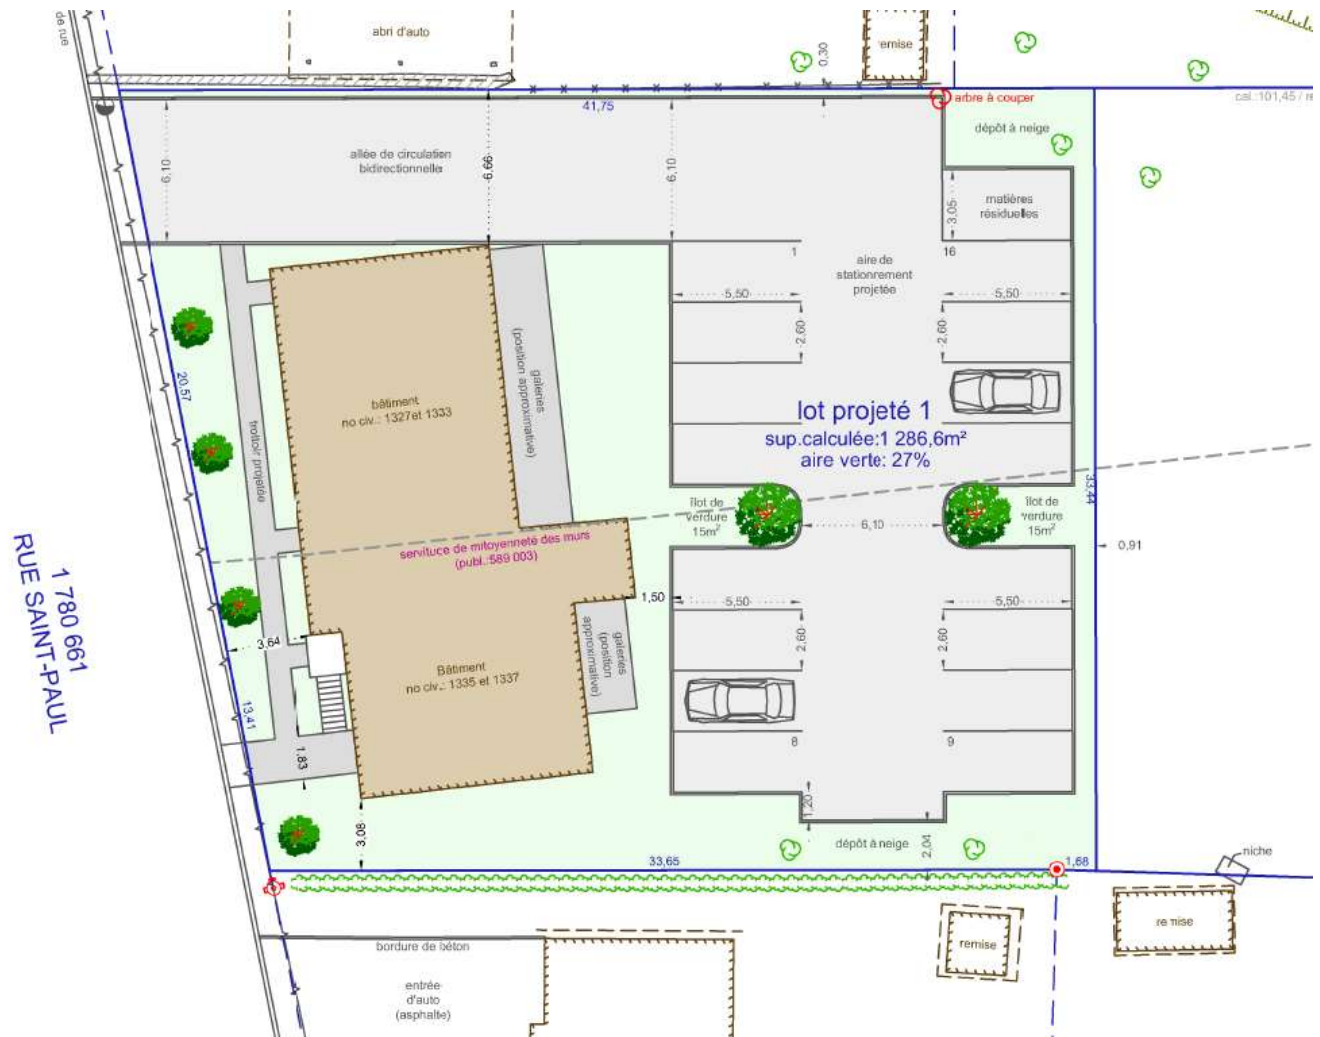 de rue
abri d'auto
remise
0,30
41,75
arbre à couper
cal.:101,45 / re
dépôt à neige
allée de circulation
bidirectionnelle
6,10
6,66
6,10
3,05
matières
résiduelles
1
16
aire de
stationnement
projetée
5,50
5,50
2,60
2,60
galeries
(position approximative)
bâtiment
no civ.: 1327et 1333
20,57
trottoir projetée
lot projeté 1
sup.calculée:1 286,6m²
aire verte: 27%
îlot de
verdure
15m²
6,10
îlot de
verdure
15m²
33,44
0,91
servituce de mitoyenneté des murs
(publ.:589 003)
1 780 661
RUE SAINT-PAUL
1,50
5,50
5,50
3,64
2,60
2,60
galeries
(position
approximative)
Bâtiment
no civ.: 1335 et 1337
13,41
1,83
8
9
1,20
3,08
dépôt à neige
2,04
33,65
1,68
niche
remise
remise
bordure de béton
entrée
d'auto
(asphalte)